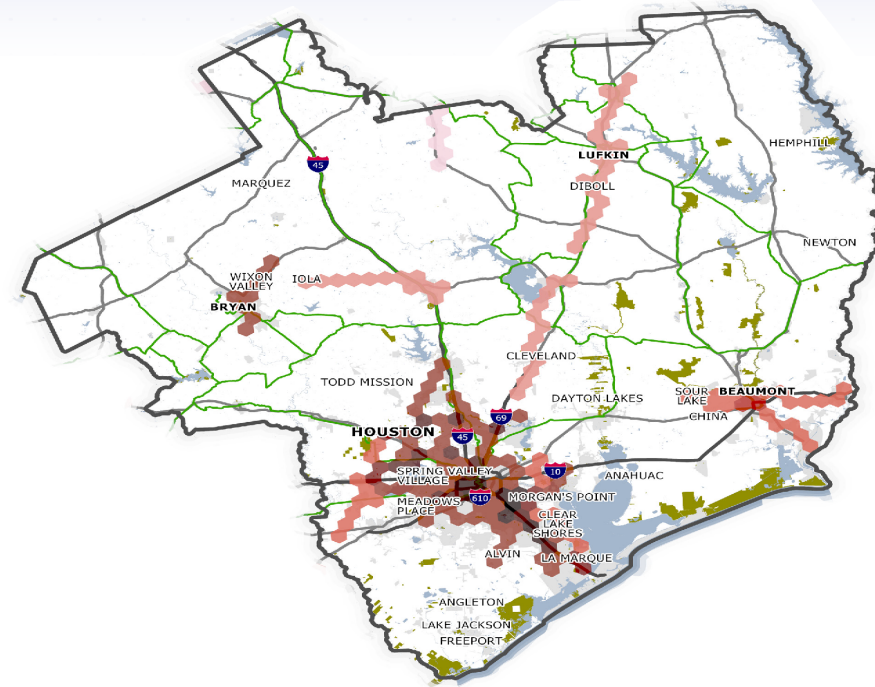 HEMPHILL
LUFKIN
45
MARQUEZ
DIBOLL
NEWTON
WIXON
VALLEY
IOLA
BRYAN
CLEVELAND
TODD MISSION
SOUR
LAKE
BEAUMONT
DAYTON LAKES
CHINA
69
HOUSTON
45
SPRING VALLEY
VILLAGE
10
ANAHUAC
MEADOWS
PLACE
610
MORGAN'S POINT
CLEAR
LAKE
SHORES
ALVIN
LA MARQUE
ANGLETON
LAKE JACKSON
FREEPORT